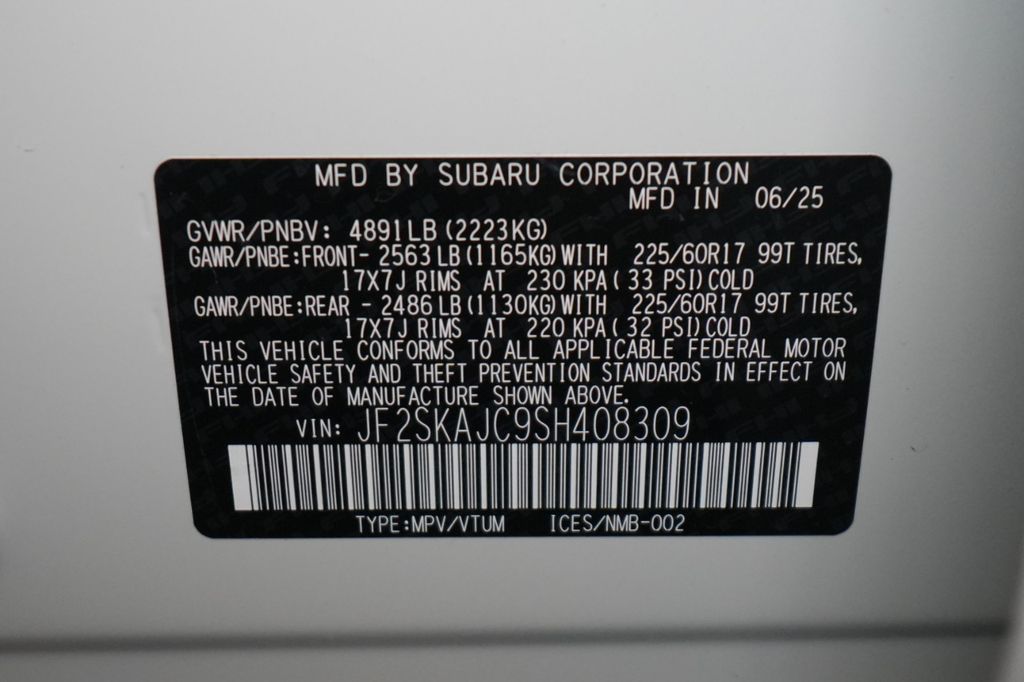 MFD BY SUBARU CORPORATION
MFD IN 06/25
GVWR/PNBV: 4891LB (2223KG)
GAWR/PNBE:FRONT- 2563 LB (1165KG) WITH 225/60R17 99T TIRES,
17X7J RIMS AT 230 KPA ( 33 PSI) COLD
GAWR/PNBE:REAR - 2486 LB (1130KG) WITH 225/60R17 99T TIRES,
17X7J RIMS AT 220 KPA ( 32 PSI) COLD
THIS VEHICLE CONFORMS TO ALL APPLICABLE FEDERAL MOTOR
VEHICLE SAFETY AND THEFT PREVENTION STANDARDS IN EFFECT ON
THE DATE OF MANUFACTURE SHOWN ABOVE.
VIN: JF2SKAJC9SH408309
TYPE:MPV/VTUM ICES/NMB-002